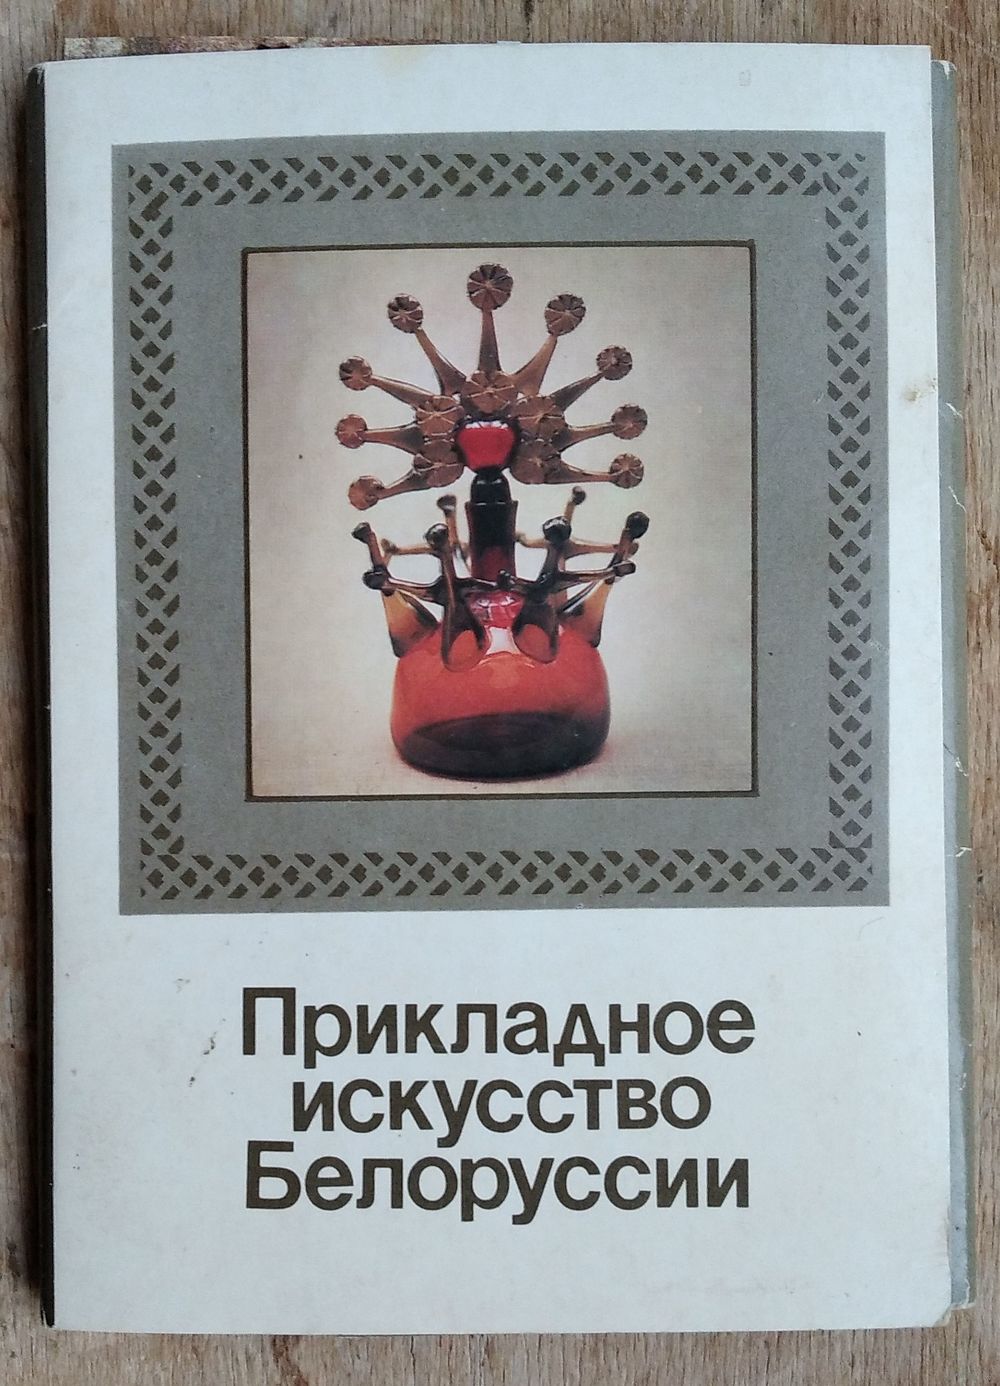 Прикладное
искусство
Белоруссии